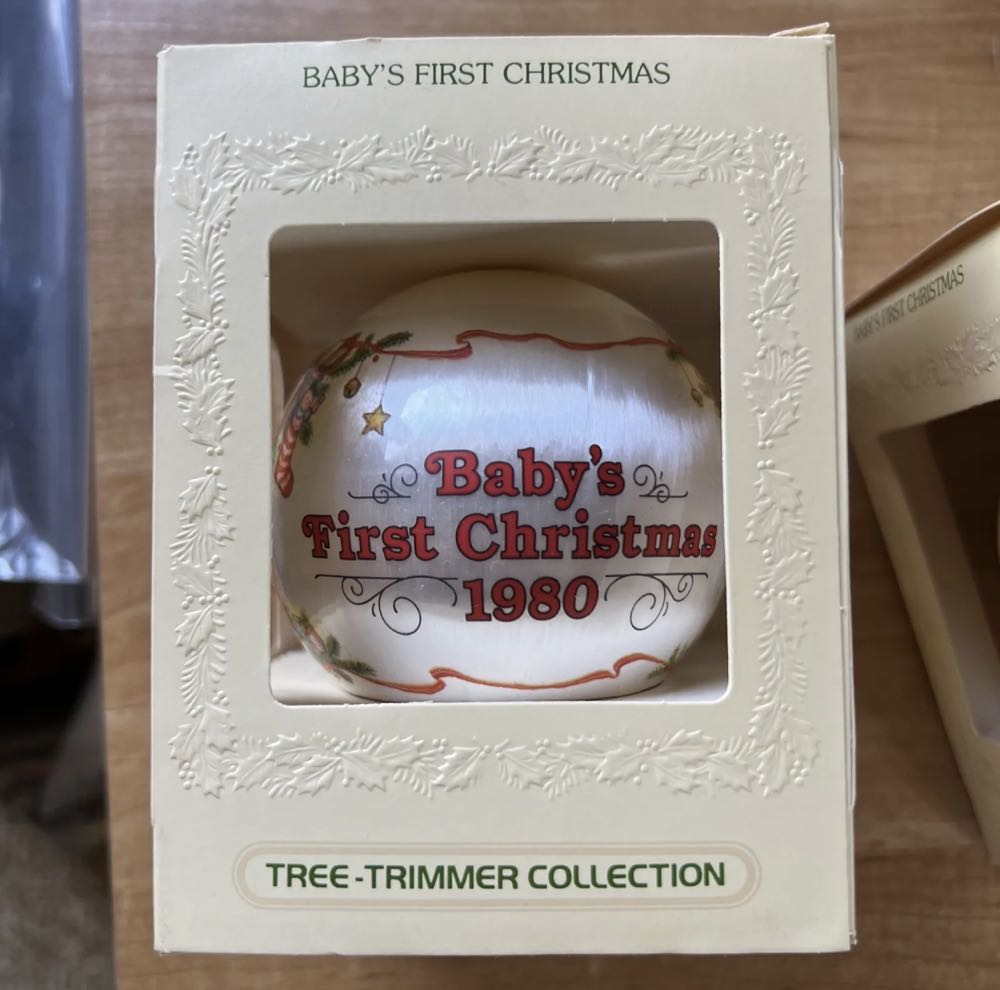 BABY'S FIRST CHRISTMAS
Baby's
First Christmas
1980
TREE-TRIMMER COLLECTION
BABY'S FIRST CHRISTMAS